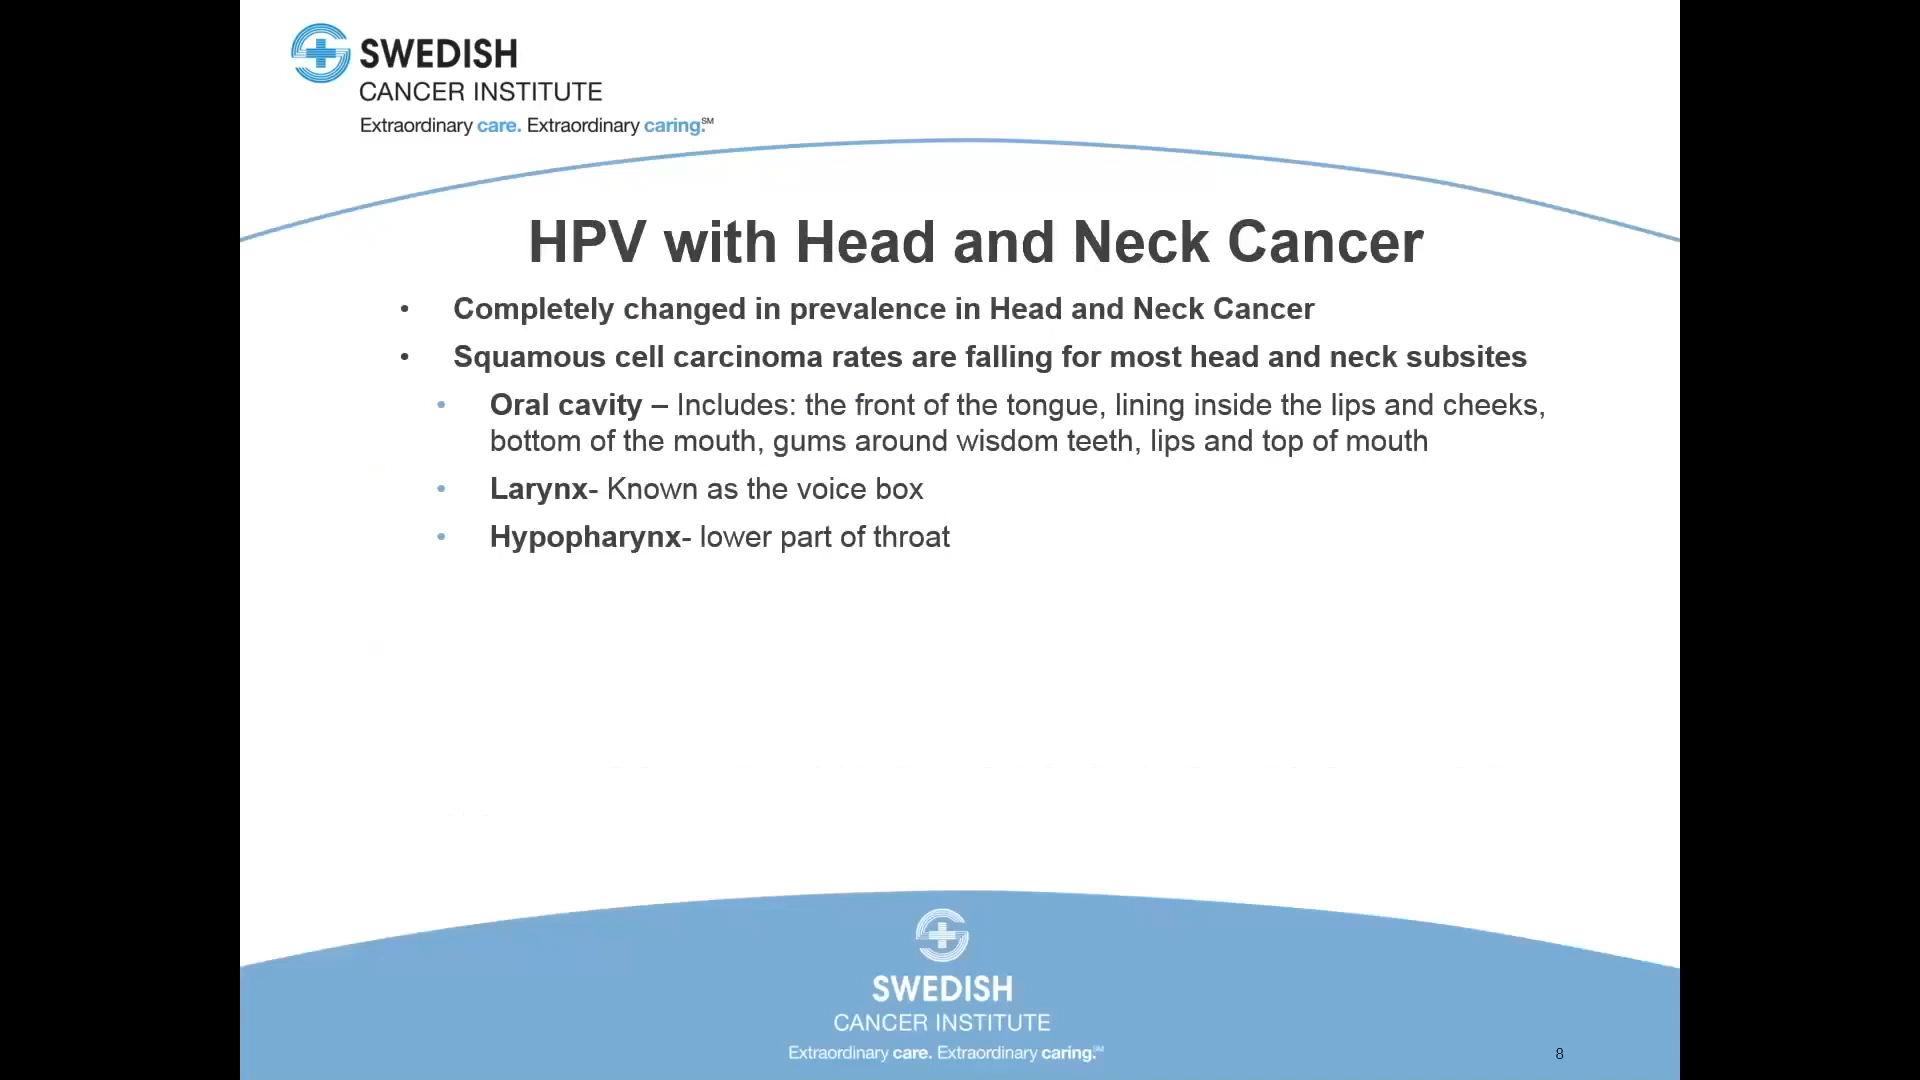 SWEDISH
CANCER INSTITUTE
Extraordinary care. Extraordinary caring.℠
HPV with Head and Neck Cancer
• Completely changed in prevalence in Head and Neck Cancer
• Squamous cell carcinoma rates are falling for most head and neck subsites
• Oral cavity – Includes: the front of the tongue, lining inside the lips and cheeks,
bottom of the mouth, gums around wisdom teeth, lips and top of mouth
• Larynx- Known as the voice box
• Hypopharynx- lower part of throat
SWEDISH
CANCER INSTITUTE
Extraordinary care. Extraordinary caring.℠
8